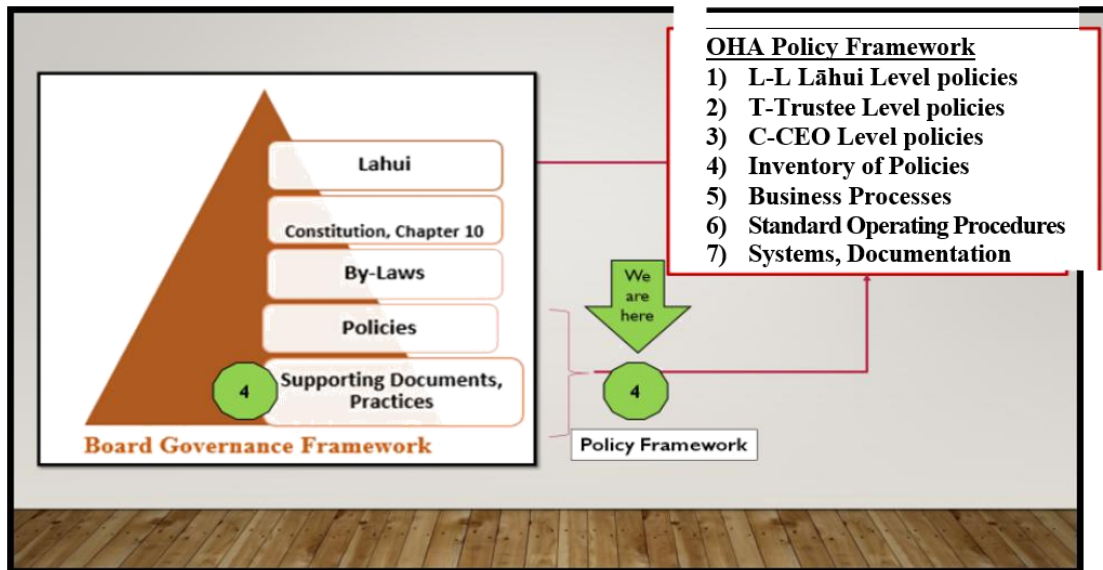 OHA Policy Framework
1) L-L Lāhui Level policies
2) T-Trustee Level policies
3) C-CEO Level policies
4) Inventory of Policies
5) Business Processes
6) Standard Operating Procedures
7) Systems, Documentation
Lahui
Constitution, Chapter 10
By-Laws
Policies
4
Supporting Documents,
Practices
Board Governance Framework
We
are
here
4
Policy Framework